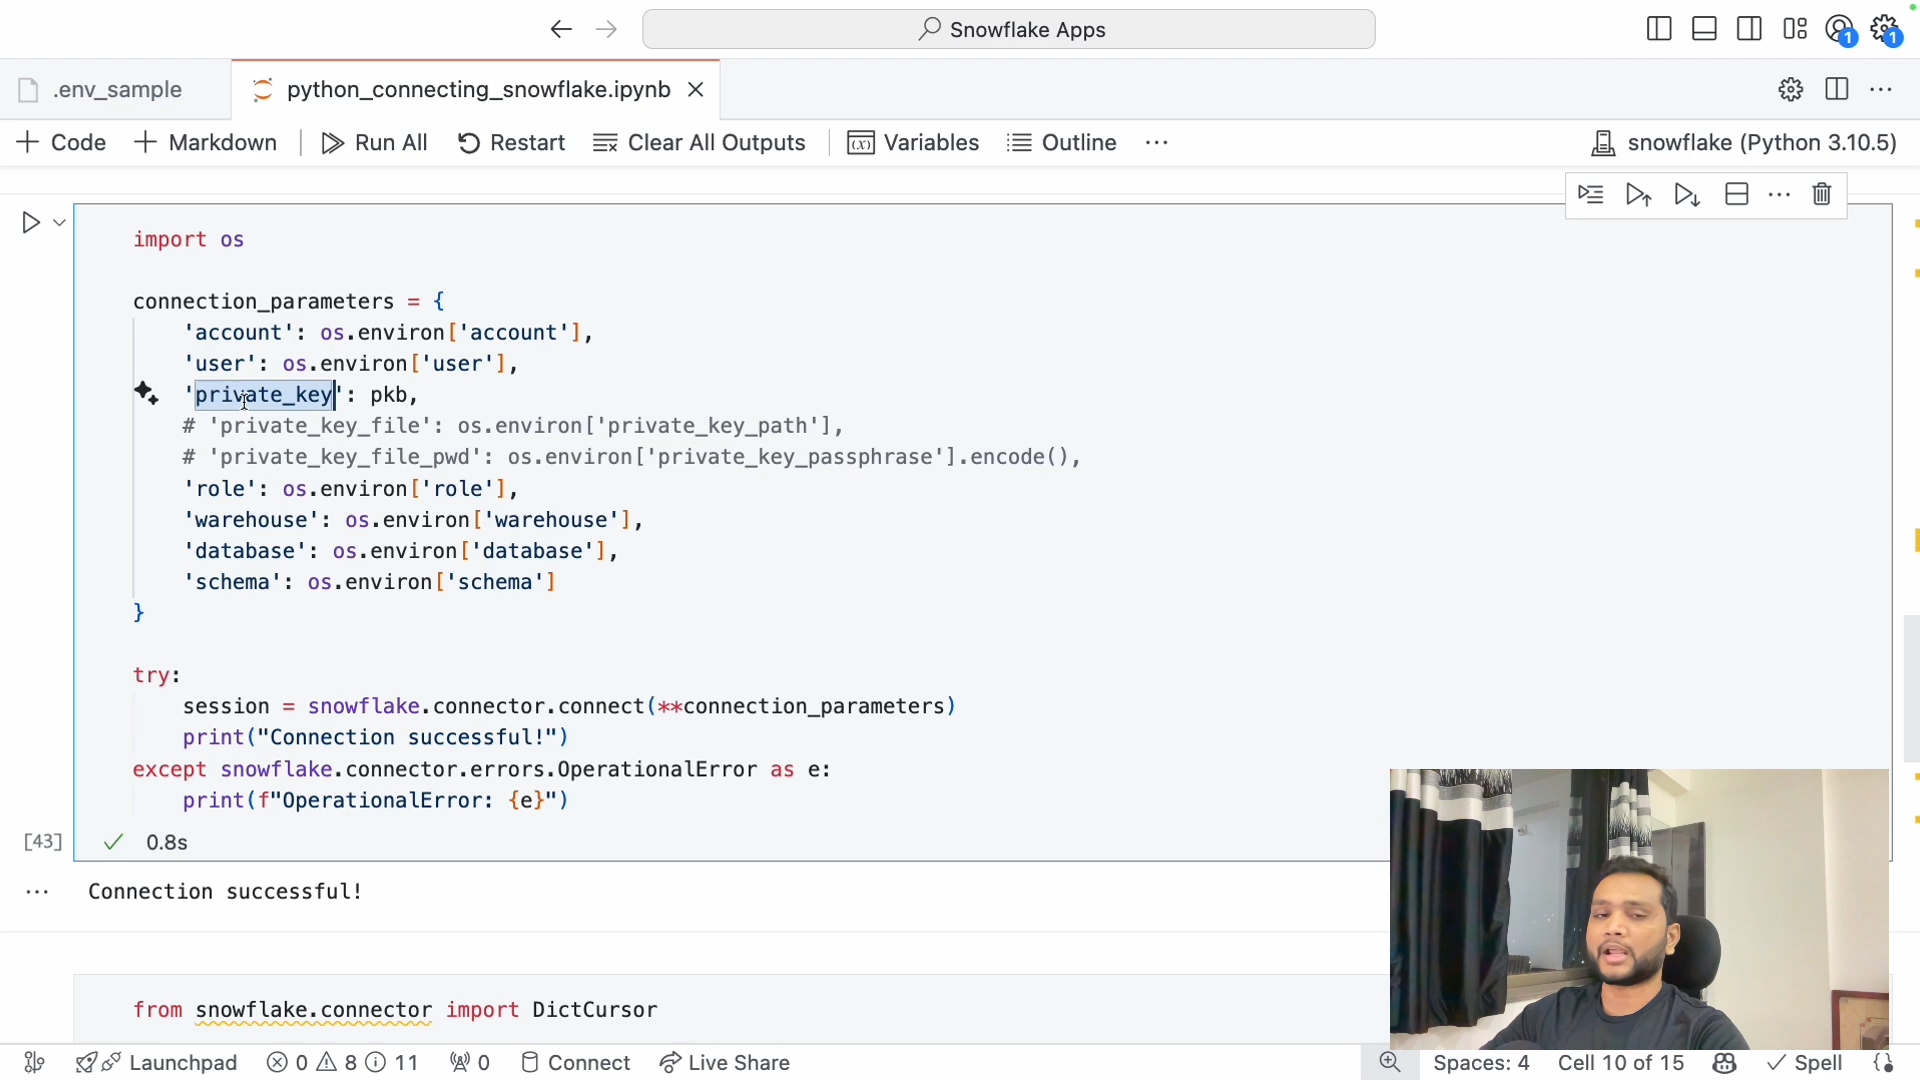 Snowflake Apps
1
1
.env_sample
python_connecting_snowflake.ipynb
Code
Markdown
Run All
Restart
Clear All Outputs
Variables
Outline
snowflake (Python 3.10.5)
import os
connection_parameters = {
'account': os.environ['account'],
'user': os.environ['user'],
'private_key': pkb,
# 'private_key_file': os.environ['private_key_path'],
# 'private_key_file_pwd': os.environ['private_key_passphrase'].encode(),
'role': os.environ['role'],
'warehouse': os.environ['warehouse'],
'database': os.environ['database'],
'schema': os.environ['schema']
}
try:
session = snowflake.connector.connect(**connection_parameters)
print("Connection successful!")
except snowflake.connector.errors.OperationalError as e:
print(f"OperationalError: {e}")
[43]
0.8s
Connection successful!
from snowflake.connector import DictCursor
Launchpad
0
8
11
0
Connect
Live Share
Spaces: 4
Cell 10 of 15
Spell